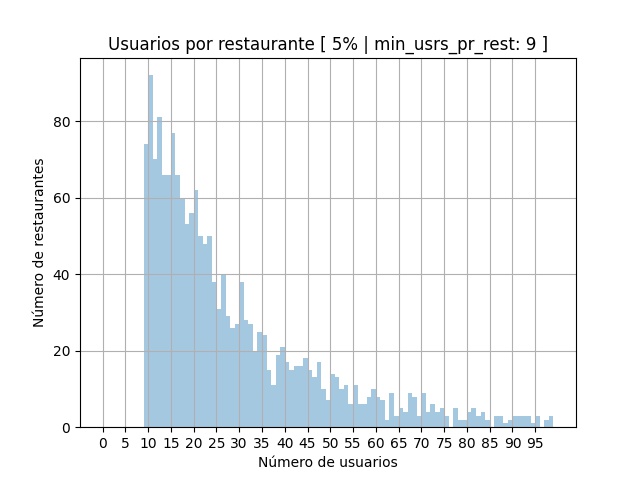 Usuarios por restaurante [ 5% | min_usrs_pr_rest: 9 ]
Número de restaurantes
80
60
40
20
0
0 5 10 15 20 25 30 35 40 45 50 55 60 65 70 75 80 85 90 95
Número de usuarios